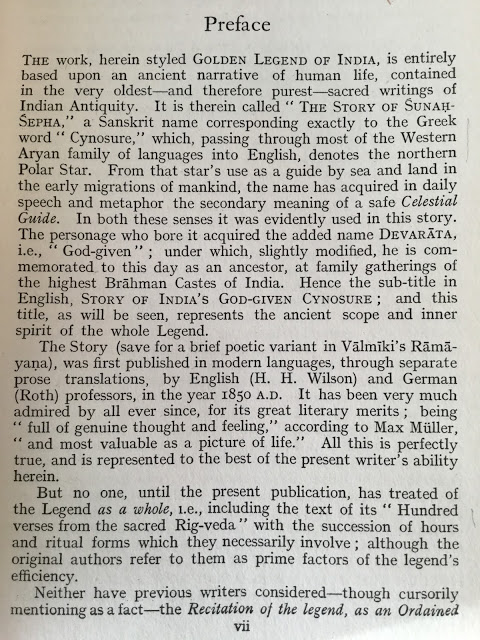 Preface
THE work, herein styled GOLDEN LEGEND OF INDIA, is entirely
based upon an ancient narrative of human life, contained
in the very oldest—and therefore purest—sacred writings of
Indian Antiquity. It is therein called “ THE STORY OF ŚUNAḤ-
ŚEPHA,” a Sanskrit name corresponding exactly to the Greek
word “ Cynosure,” which, passing through most of the Western
Aryan family of languages into English, denotes the northern
Polar Star. From that star’s use as a guide by sea and land in
the early migrations of mankind, the name has acquired in daily
speech and metaphor the secondary meaning of a safe Celestial
Guide. In both these senses it was evidently used in this story.
The personage who bore it acquired the added name DEVARĀTA,
i.e., “ God-given ” ; under which, slightly modified, he is com-
memorated to this day as an ancestor, at family gatherings of
the highest Brāhman Castes of India. Hence the sub-title in
English, STORY OF INDIA’S GOD-GIVEN CYNOSURE ; and this
title, as will be seen, represents the ancient scope and inner
spirit of the whole Legend.
The Story (save for a brief poetic variant in Vālmīki’s Rāmā-
yaṇa), was first published in modern languages, through separate
prose translations, by English (H. H. Wilson) and German
(Roth) professors, in the year 1850 A.D. It has been very much
admired by all ever since, for its great literary merits ; being
“ full of genuine thought and feeling,” according to Max Müller,
“ and most valuable as a picture of life.” All this is perfectly
true, and is represented to the best of the present writer’s ability
herein.
But no one, until the present publication, has treated of
the Legend as a whole, i.e., including the text of its “ Hundred
verses from the sacred Rig-veda ” with the succession of hours
and ritual forms which they necessarily involve ; although the
original authors refer to them as prime factors of the legend’s
efficiency.
Neither have previous writers considered—though cursorily
mentioning as a fact—the Recitation of the legend, as an Ordained
vii